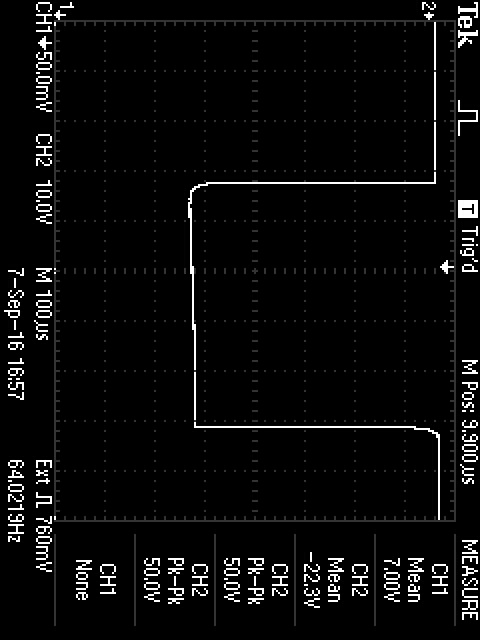 Tek
T Trig'd
M Pos: 9.900µs
MEASURE
CH1
Mean
7.00V
CH2
Mean
-22.3V
CH2
Pk-Pk
50.0V
CH2
Pk-Pk
50.0V
CH1
None
2
1
CH1 50.0mV CH2 10.0V M 100µs Ext 760mV
7-Sep-16 16:57 64.0219Hz